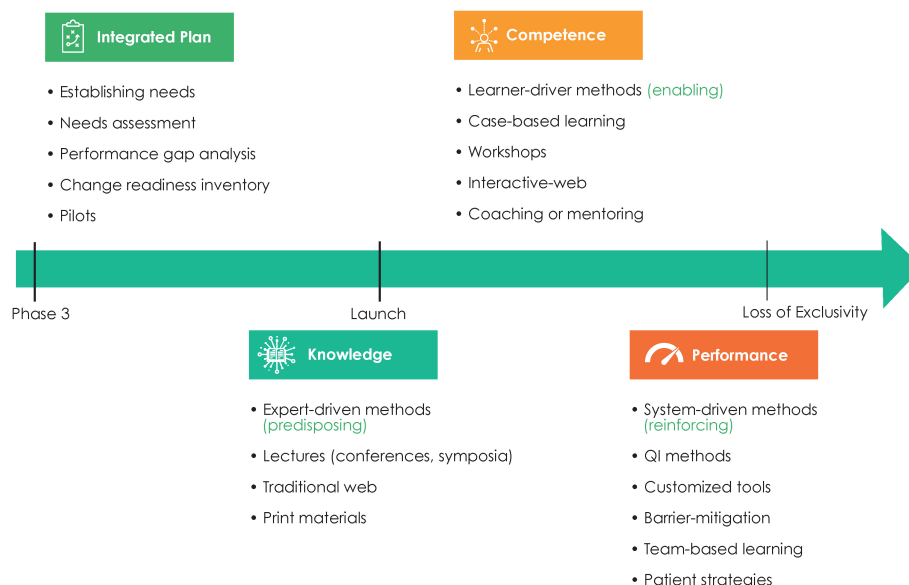 Integrated Plan
• Establishing needs
• Needs assessment
• Performance gap analysis
• Change readiness inventory
• Pilots
Competence
• Learner-driver methods (enabling)
• Case-based learning
• Workshops
• Interactive-web
• Coaching or mentoring
Phase 3
Launch
Loss of Exclusivity
Knowledge
• Expert-driven methods
(predisposing)
• Lectures (conferences, symposia)
• Traditional web
• Print materials
Performance
• System-driven methods
(reinforcing)
• QI methods
• Customized tools
• Barrier-mitigation
• Team-based learning
• Patient strategies